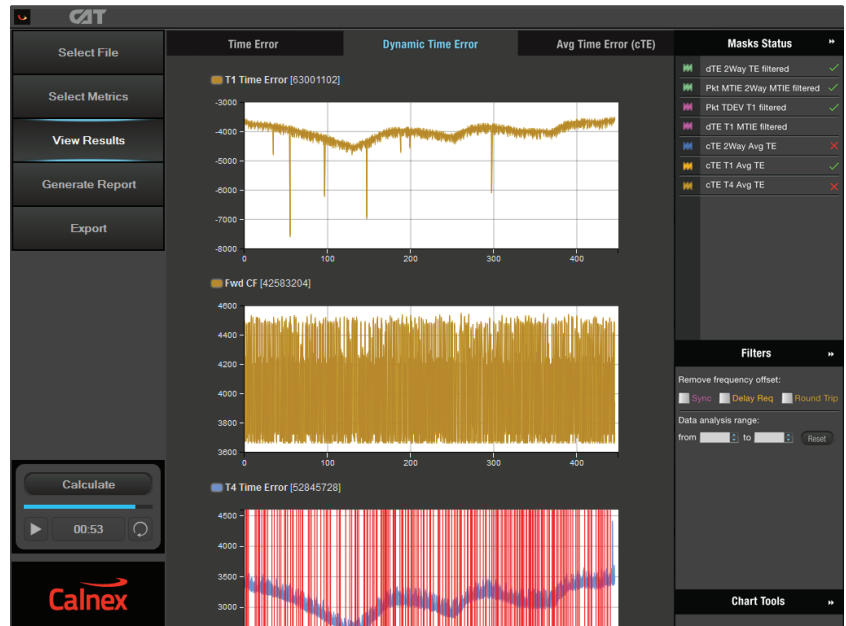 CAT
Select File
Select Metrics
View Results
Generate Report
Export
Calculate
00:53
Calnex
Time Error
Dynamic Time Error
Avg Time Error (cTE)
T1 Time Error [63001102]
-3000
-4000
-5000
-6000
-7000
-8000
0 100 200 300 400
Fwd CF [42583204]
4600
4400
4200
4000
3800
3600
0 100 200 300 400
T4 Time Error [52845728]
4500
4000
3500
3000
Masks Status
dTE 2Way TE filtered
Pkt MTIE 2Way MTIE filtered
Pkt TDEV T1 filtered
dTE T1 MTIE filtered
cTE 2Way Avg TE
cTE T1 Avg TE
cTE T4 Avg TE
Filters
Remove frequency offset:
Sync Delay Req Round Trip
Data analysis range:
from to Reset
Chart Tools